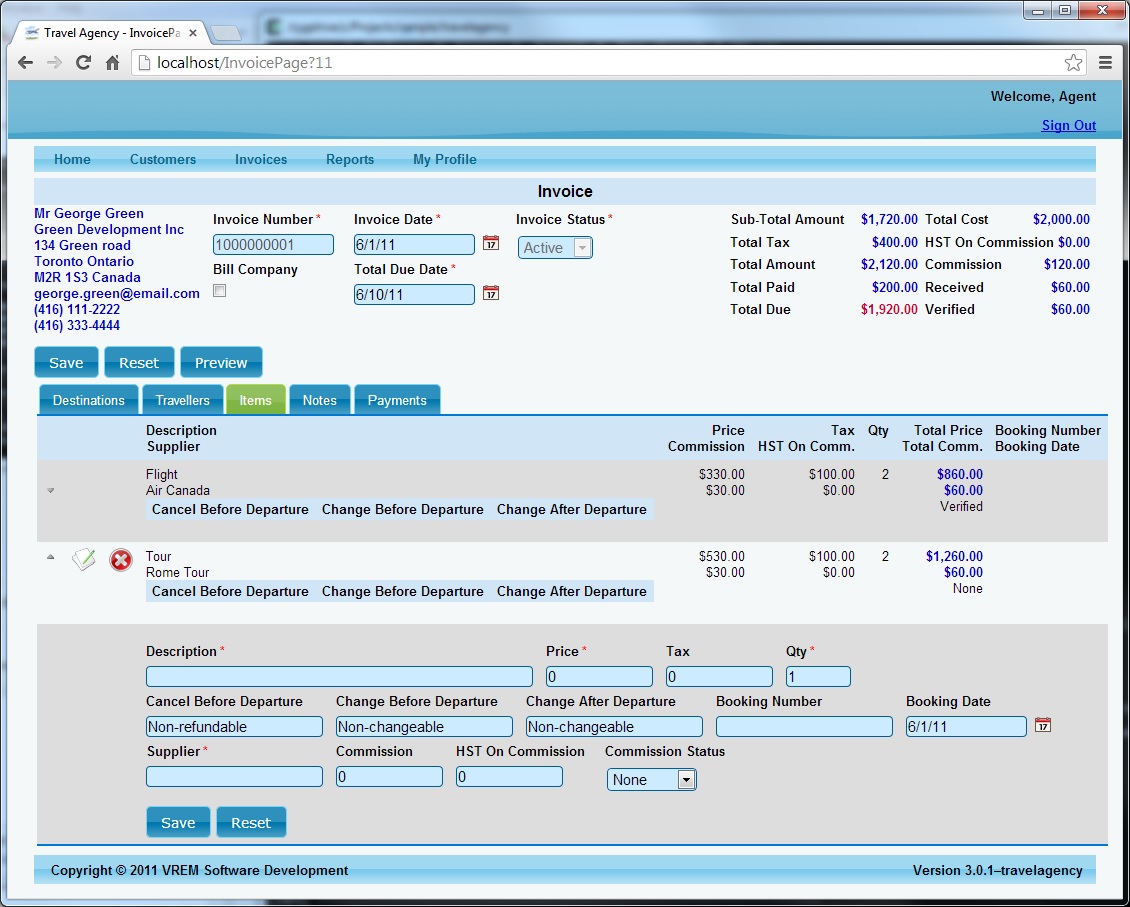 Travel Agency - InvoicePa
localhost/InvoicePage?11
Welcome, Agent
Sign Out
Home Customers Invoices Reports My Profile
Invoice
Mr George Green
Green Development Inc
134 Green road
Toronto Ontario
M2R 1S3 Canada
george.green@email.com
(416) 111-2222
(416) 333-4444
Invoice Number * Invoice Date * Invoice Status *
1000000001 6/1/11 17 Active
Bill Company Total Due Date *
6/10/11 17
Sub-Total Amount $1,720.00 Total Cost $2,000.00
Total Tax $400.00 HST On Commission $0.00
Total Amount $2,120.00 Commission $120.00
Total Paid $200.00 Received $60.00
Total Due $1,920.00 Verified $60.00
Save Reset Preview
Destinations Travellers Items Notes Payments
Description Price Tax Qty Total Price Booking Number
Supplier Commission HST On Comm. Total Comm. Booking Date
Flight $330.00 $100.00 2 $860.00
Air Canada $30.00 $0.00 $60.00
Verified
Cancel Before Departure Change Before Departure Change After Departure
Tour $530.00 $100.00 2 $1,260.00
Rome Tour $30.00 $0.00 $60.00
None
Cancel Before Departure Change Before Departure Change After Departure
Description * Price * Tax Qty *
0 0 1
Cancel Before Departure Change Before Departure Change After Departure Booking Number Booking Date
Non-refundable Non-changeable Non-changeable 6/1/11 17
Supplier * Commission HST On Commission Commission Status
0 0 None
Save Reset
Copyright © 2011 VREM Software Development Version 3.0.1–travelagency